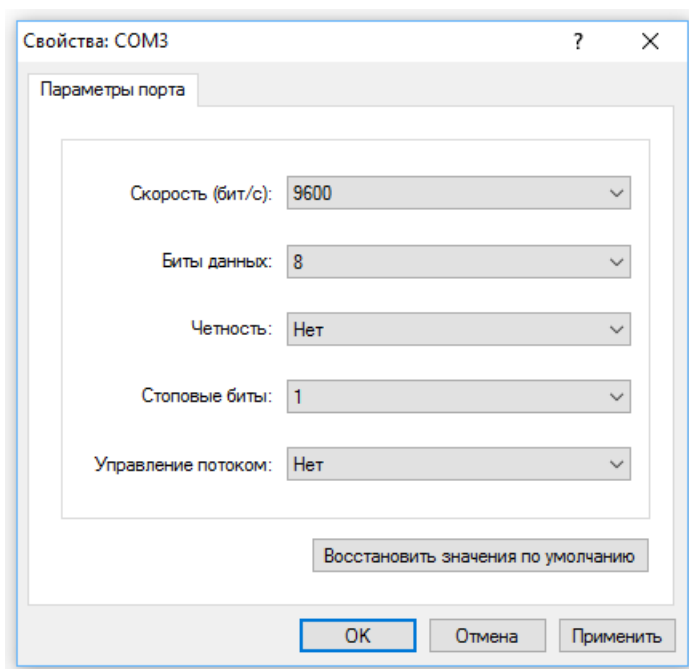 Свойства: COM3 ?
Параметры порта
Скорость (бит/с): 9600
Биты данных: 8
Четность: Нет
Стоповые биты: 1
Управление потоком: Нет
Восстановить значения по умолчанию
ОК Отмена Применить